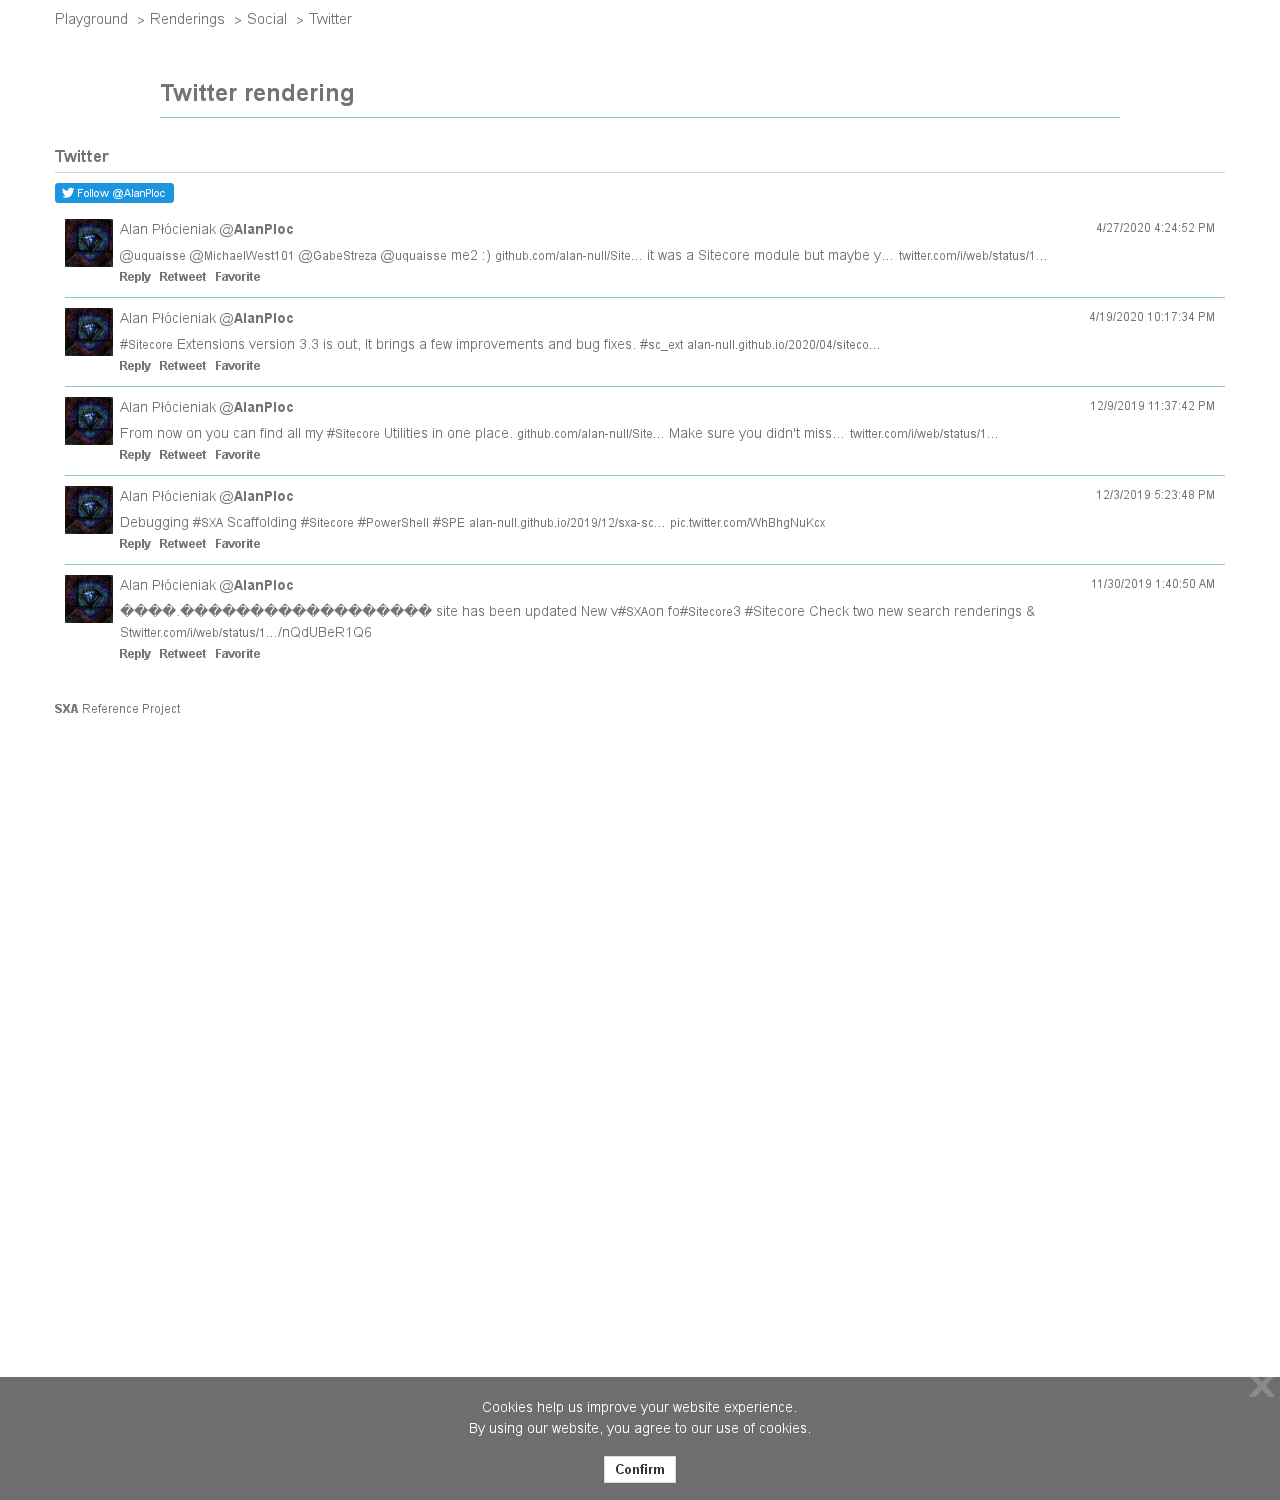 Playground > Renderings > Social > Twitter
Twitter rendering
Twitter
Follow @AlanPloc
Alan Płócieniak @AlanPloc 4/27/2020 4:24:52 PM
@uquaisse @MichaelWest101 @GabeStreza @uquaisse me2 :) github.com/alan-null/Site… it was a Sitecore module but maybe y… twitter.com/i/web/status/1…
Reply Retweet Favorite
Alan Płócieniak @AlanPloc 4/19/2020 10:17:34 PM
#Sitecore Extensions version 3.3 is out, It brings a few improvements and bug fixes. #sc_ext alan-null.github.io/2020/04/siteco…
Reply Retweet Favorite
Alan Płócieniak @AlanPloc 12/9/2019 11:37:42 PM
From now on you can find all my #Sitecore Utilities in one place. github.com/alan-null/Site… Make sure you didn't miss… twitter.com/i/web/status/1…
Reply Retweet Favorite
Alan Płócieniak @AlanPloc 12/3/2019 5:23:48 PM
Debugging #SXA Scaffolding #Sitecore #PowerShell #SPE alan-null.github.io/2019/12/sxa-sc… pic.twitter.com/WhBhgNuKcx
Reply Retweet Favorite
Alan Płócieniak @AlanPloc 11/30/2019 1:40:50 AM
����.������������������ site has been updated New v#SXAon fo#Sitecore3 #Sitecore Check two new search renderings &
Stwitter.com/i/web/status/1…/nQdUBeR1Q6
Reply Retweet Favorite
SXA Reference Project
X
Cookies help us improve your website experience.
By using our website, you agree to our use of cookies.
Confirm